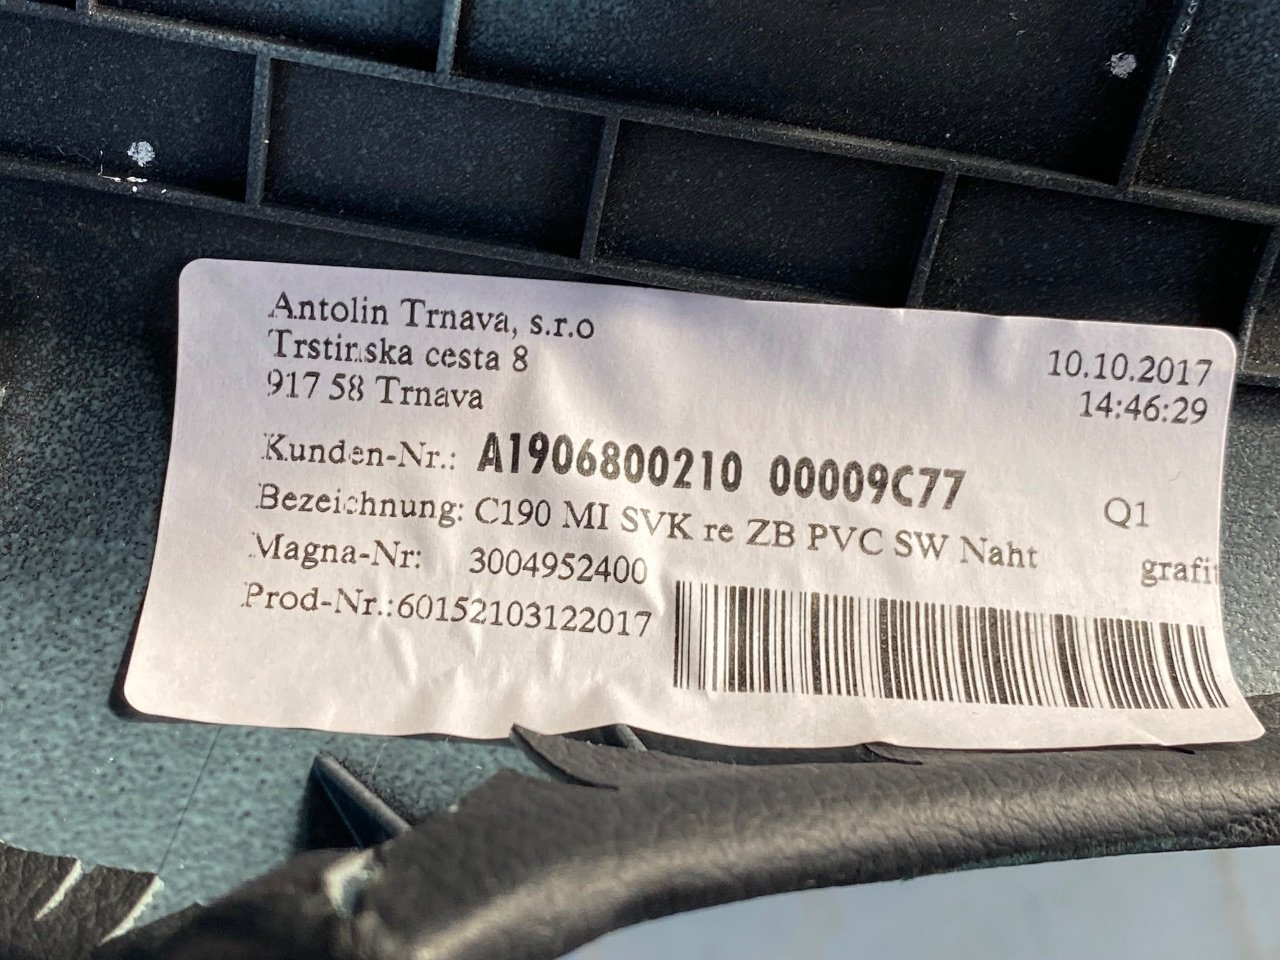 Antolin Trnava, s.r.o
Trstinska cesta 8
917 58 Trnava
10.10.2017
14:46:29
Kunden-Nr.: A1906800210 00009C77
Q1
Bezeichnung: C190 MI SVK re ZB PVC SW Naht
grafit
Magna-Nr: 3004952400
Prod-Nr.:60152103122017